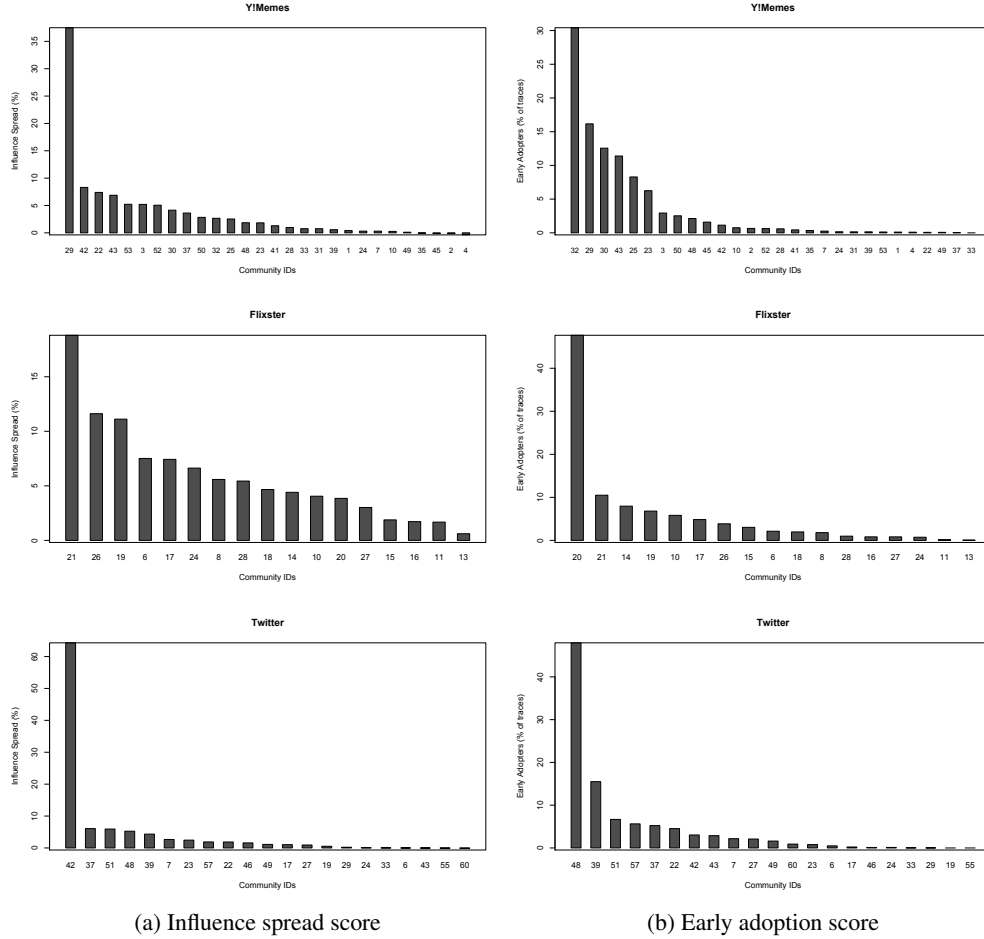 Y!Memes
Influence Spread (%)
0 5 10 15 20 25 30 35
29 42 22 43 53 3 52 30 37 50 32 25 48 23 41 28 33 31 39 1 24 7 10 49 35 45 2 4
Community IDs
Y!Memes
Early Adopters (% of traces)
0 5 10 15 20 25 30
32 29 30 43 25 23 3 50 48 45 42 10 2 52 28 41 35 7 24 31 39 53 1 4 22 49 37 33
Community IDs
Flixster
Influence Spread (%)
0 5 10 15
21 26 19 6 17 24 8 28 18 14 10 20 27 15 16 11 13
Community IDs
Flixster
Early Adopters (% of traces)
0 10 20 30 40
20 21 14 19 10 17 26 15 6 18 8 28 16 27 24 11 13
Community IDs
Twitter
Influence Spread (%)
0 10 20 30 40 50 60
42 37 51 48 39 7 23 57 22 46 49 17 27 19 29 24 33 6 43 55 60
Community IDs
Twitter
Early Adopters (% of traces)
0 10 20 30 40
48 39 51 57 37 22 42 43 7 27 49 60 23 6 17 46 24 33 29 19 55
Community IDs
(a) Influence spread score
(b) Early adoption score